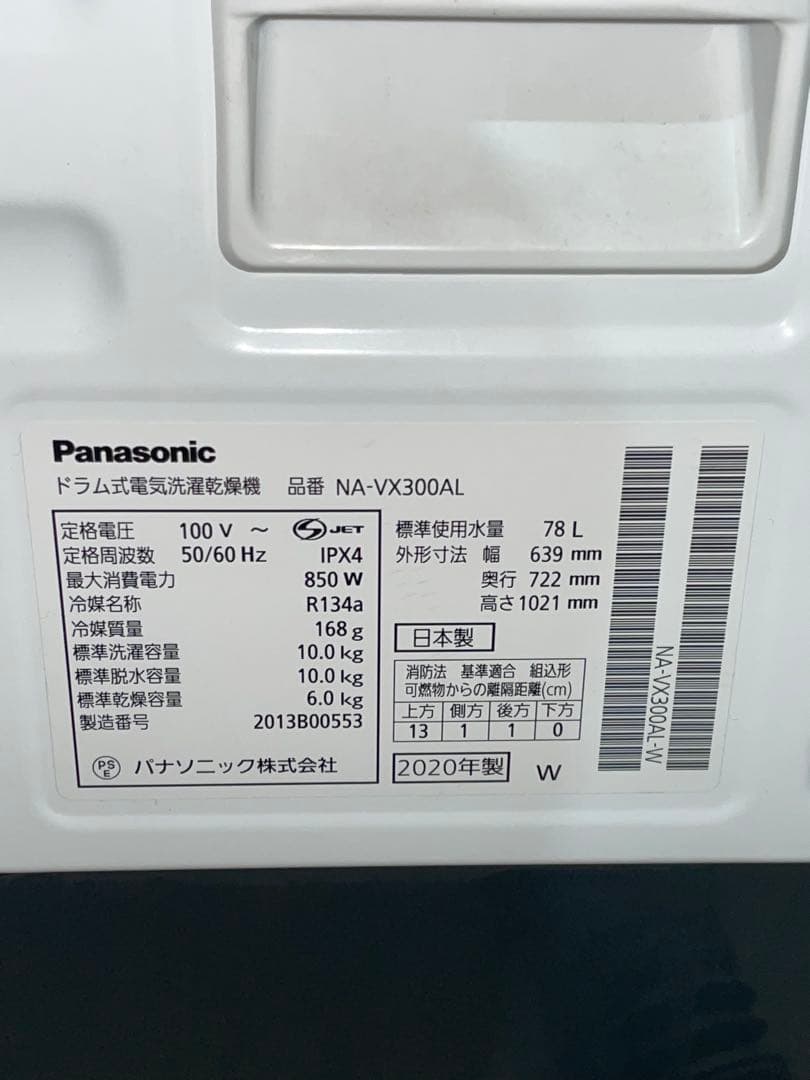 Panasonic
ドラム式電気洗濯乾燥機 品番 NA-VX300AL
定格電圧 100 V ～ S JET
定格周波数 50/60 Hz IPX4
最大消費電力 850 W
冷媒名称 R134a
冷媒質量 168 g
標準洗濯容量 10.0 kg
標準脱水容量 10.0 kg
標準乾燥容量 6.0 kg
製造番号 2013B00553
PSE パナソニック株式会社
標準使用水量 78 L
外形寸法 幅 639 mm
奥行 722 mm
高さ 1021 mm
日本製
消防法 基準適合 組込形
可燃物からの離隔距離(cm)
上方 側方 後方 下方
13 1 1 0
2020年製 W
NA-VX300AL-W